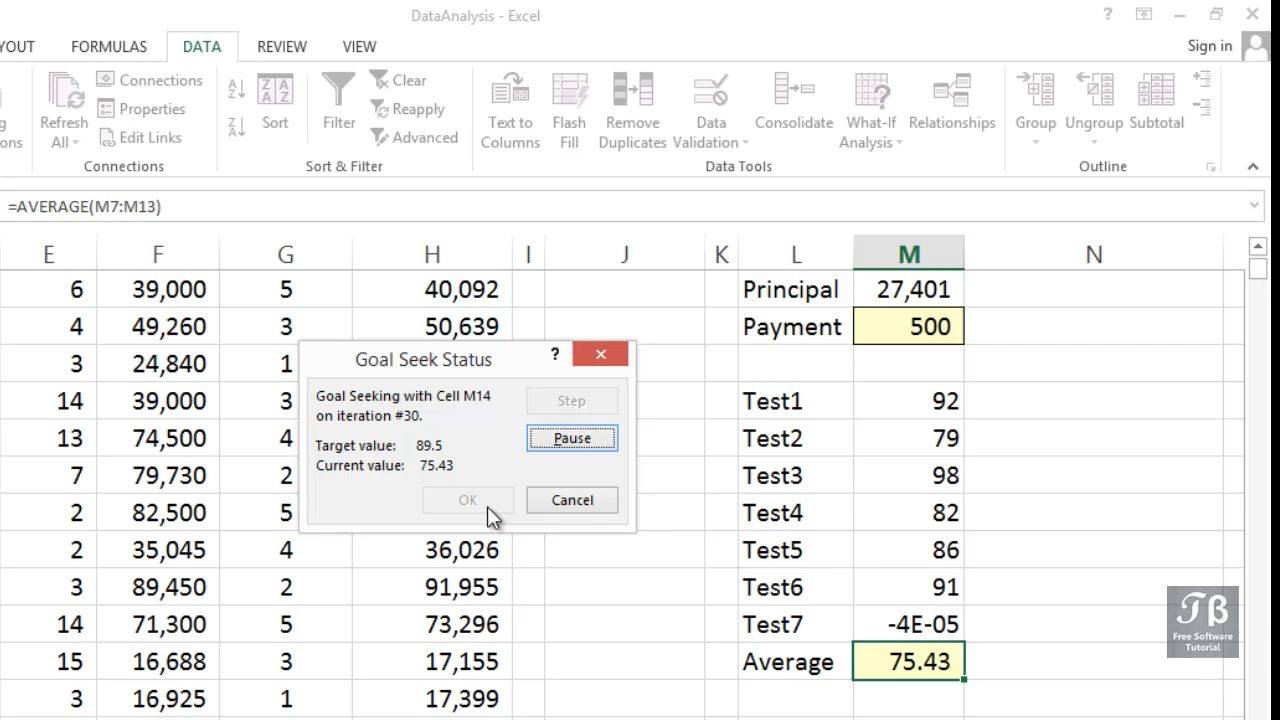 DataAnalysis - Excel
?
YOUT FORMULAS DATA REVIEW VIEW Sign in
Refresh All
Connections
Properties
Edit Links
Connections
A Z
Z A
Z A A Z
Sort
Filter
Clear
Reapply
Advanced
Sort & Filter
Text to Columns
Flash Fill
Remove Duplicates
Data Validation
Consolidate
What-If Analysis
Relationships
Data Tools
Group
Ungroup
Subtotal
Outline
g
ons
=AVERAGE(M7:M13)
E F G H I J K L M N
6 39,000 5 40,092 Principal 27,401
4 49,260 3 50,639 Payment 500
3 24,840 1
14 39,000 3 Test1 92
13 74,500 4 Test2 79
7 79,730 2 Test3 98
2 82,500 5 Test4 82
2 35,045 4 36,026 Test5 86
3 89,450 2 91,955 Test6 91
14 71,300 5 73,296 Test7 -4E-05
15 16,688 3 17,155 Average 75.43
3 16,925 1 17,399
Goal Seek Status ?
Goal Seeking with Cell M14
on iteration #30.
Target value: 89.5
Current value: 75.43
Step
Pause
OK Cancel
Tβ
Free Software
Tutorial